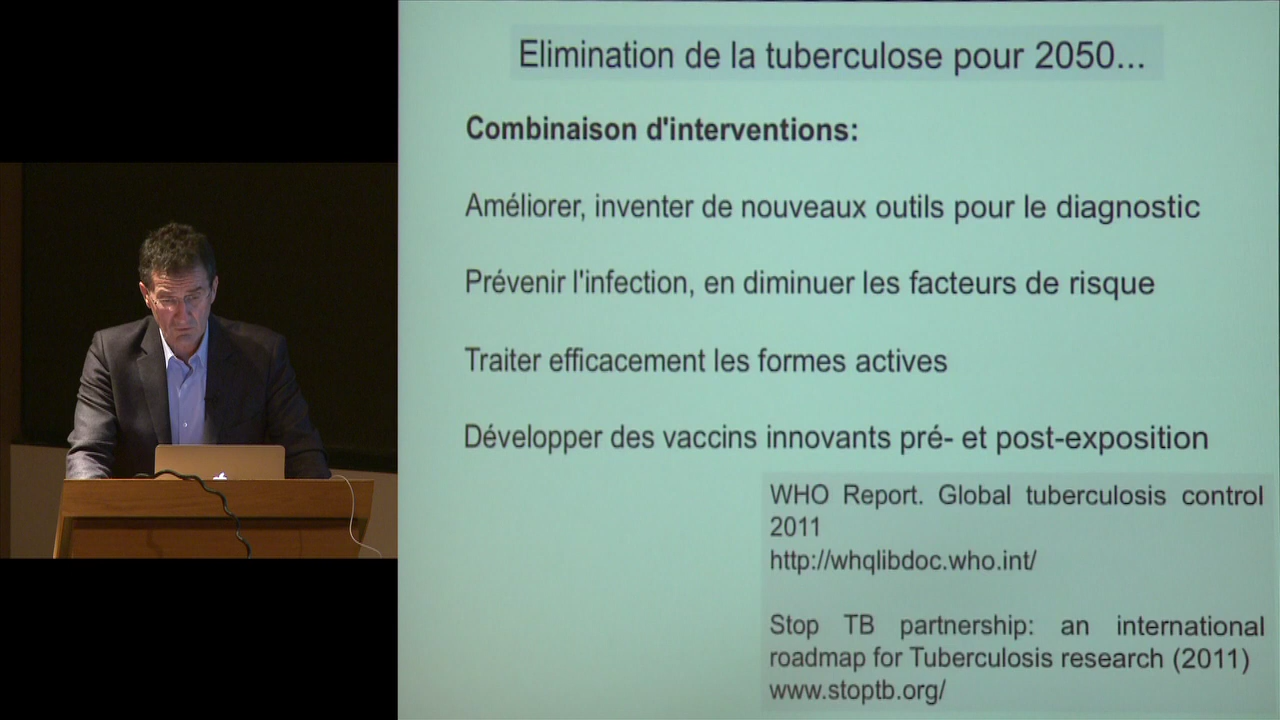 Elimination de la tuberculose pour 2050...
Combinaison d'interventions:
Améliorer, inventer de nouveaux outils pour le diagnostic
Prévenir l'infection, en diminuer les facteurs de risque
Traiter efficacement les formes actives
Développer des vaccins innovants pré- et post-exposition
WHO Report. Global tuberculosis control
2011
http://whqlibdoc.who.int/
Stop TB partnership: an international
roadmap for Tuberculosis research (2011)
www.stoptb.org/